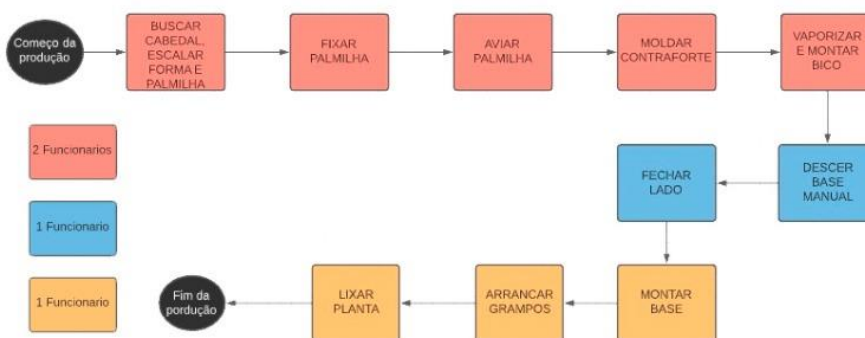 Começo da
produção
BUSCAR
CABEDAL,
ESCALAR
FORMA E
PALMILHA
FIXAR
PALMILHA
AVIAR
PALMILHA
MOLDAR
CONTRAFORTE
VAPORIZAR
E MONTAR
BICO
2 Funcionarios
FECHAR
LADO
DESCER
BASE
MANUAL
1 Funcionario
1 Funcionario
Fim da
pordução
LIXAR
PLANTA
ARRANCAR
GRAMPOS
MONTAR
BASE